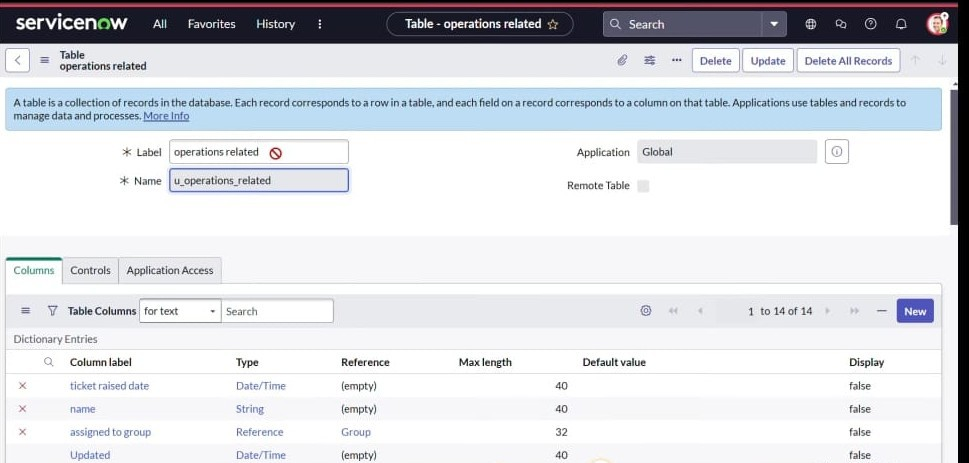 servicenow All Favorites History Table - operations related Search
Table
operations related
Delete Update Delete All Records
A table is a collection of records in the database. Each record corresponds to a row in a table, and each field on a record corresponds to a column on that table. Applications use tables and records to
manage data and processes. More Info
Label operations related Application Global
Name u_operations_related Remote Table
Columns Controls Application Access
Table Columns for text Search 1 to 14 of 14 New
Dictionary Entries
Column label Type Reference Max length Default value Display
ticket raised date Date/Time (empty) 40 false
name String (empty) 40 false
assigned to group Reference Group 32 false
Updated Date/Time (empty) 40 false